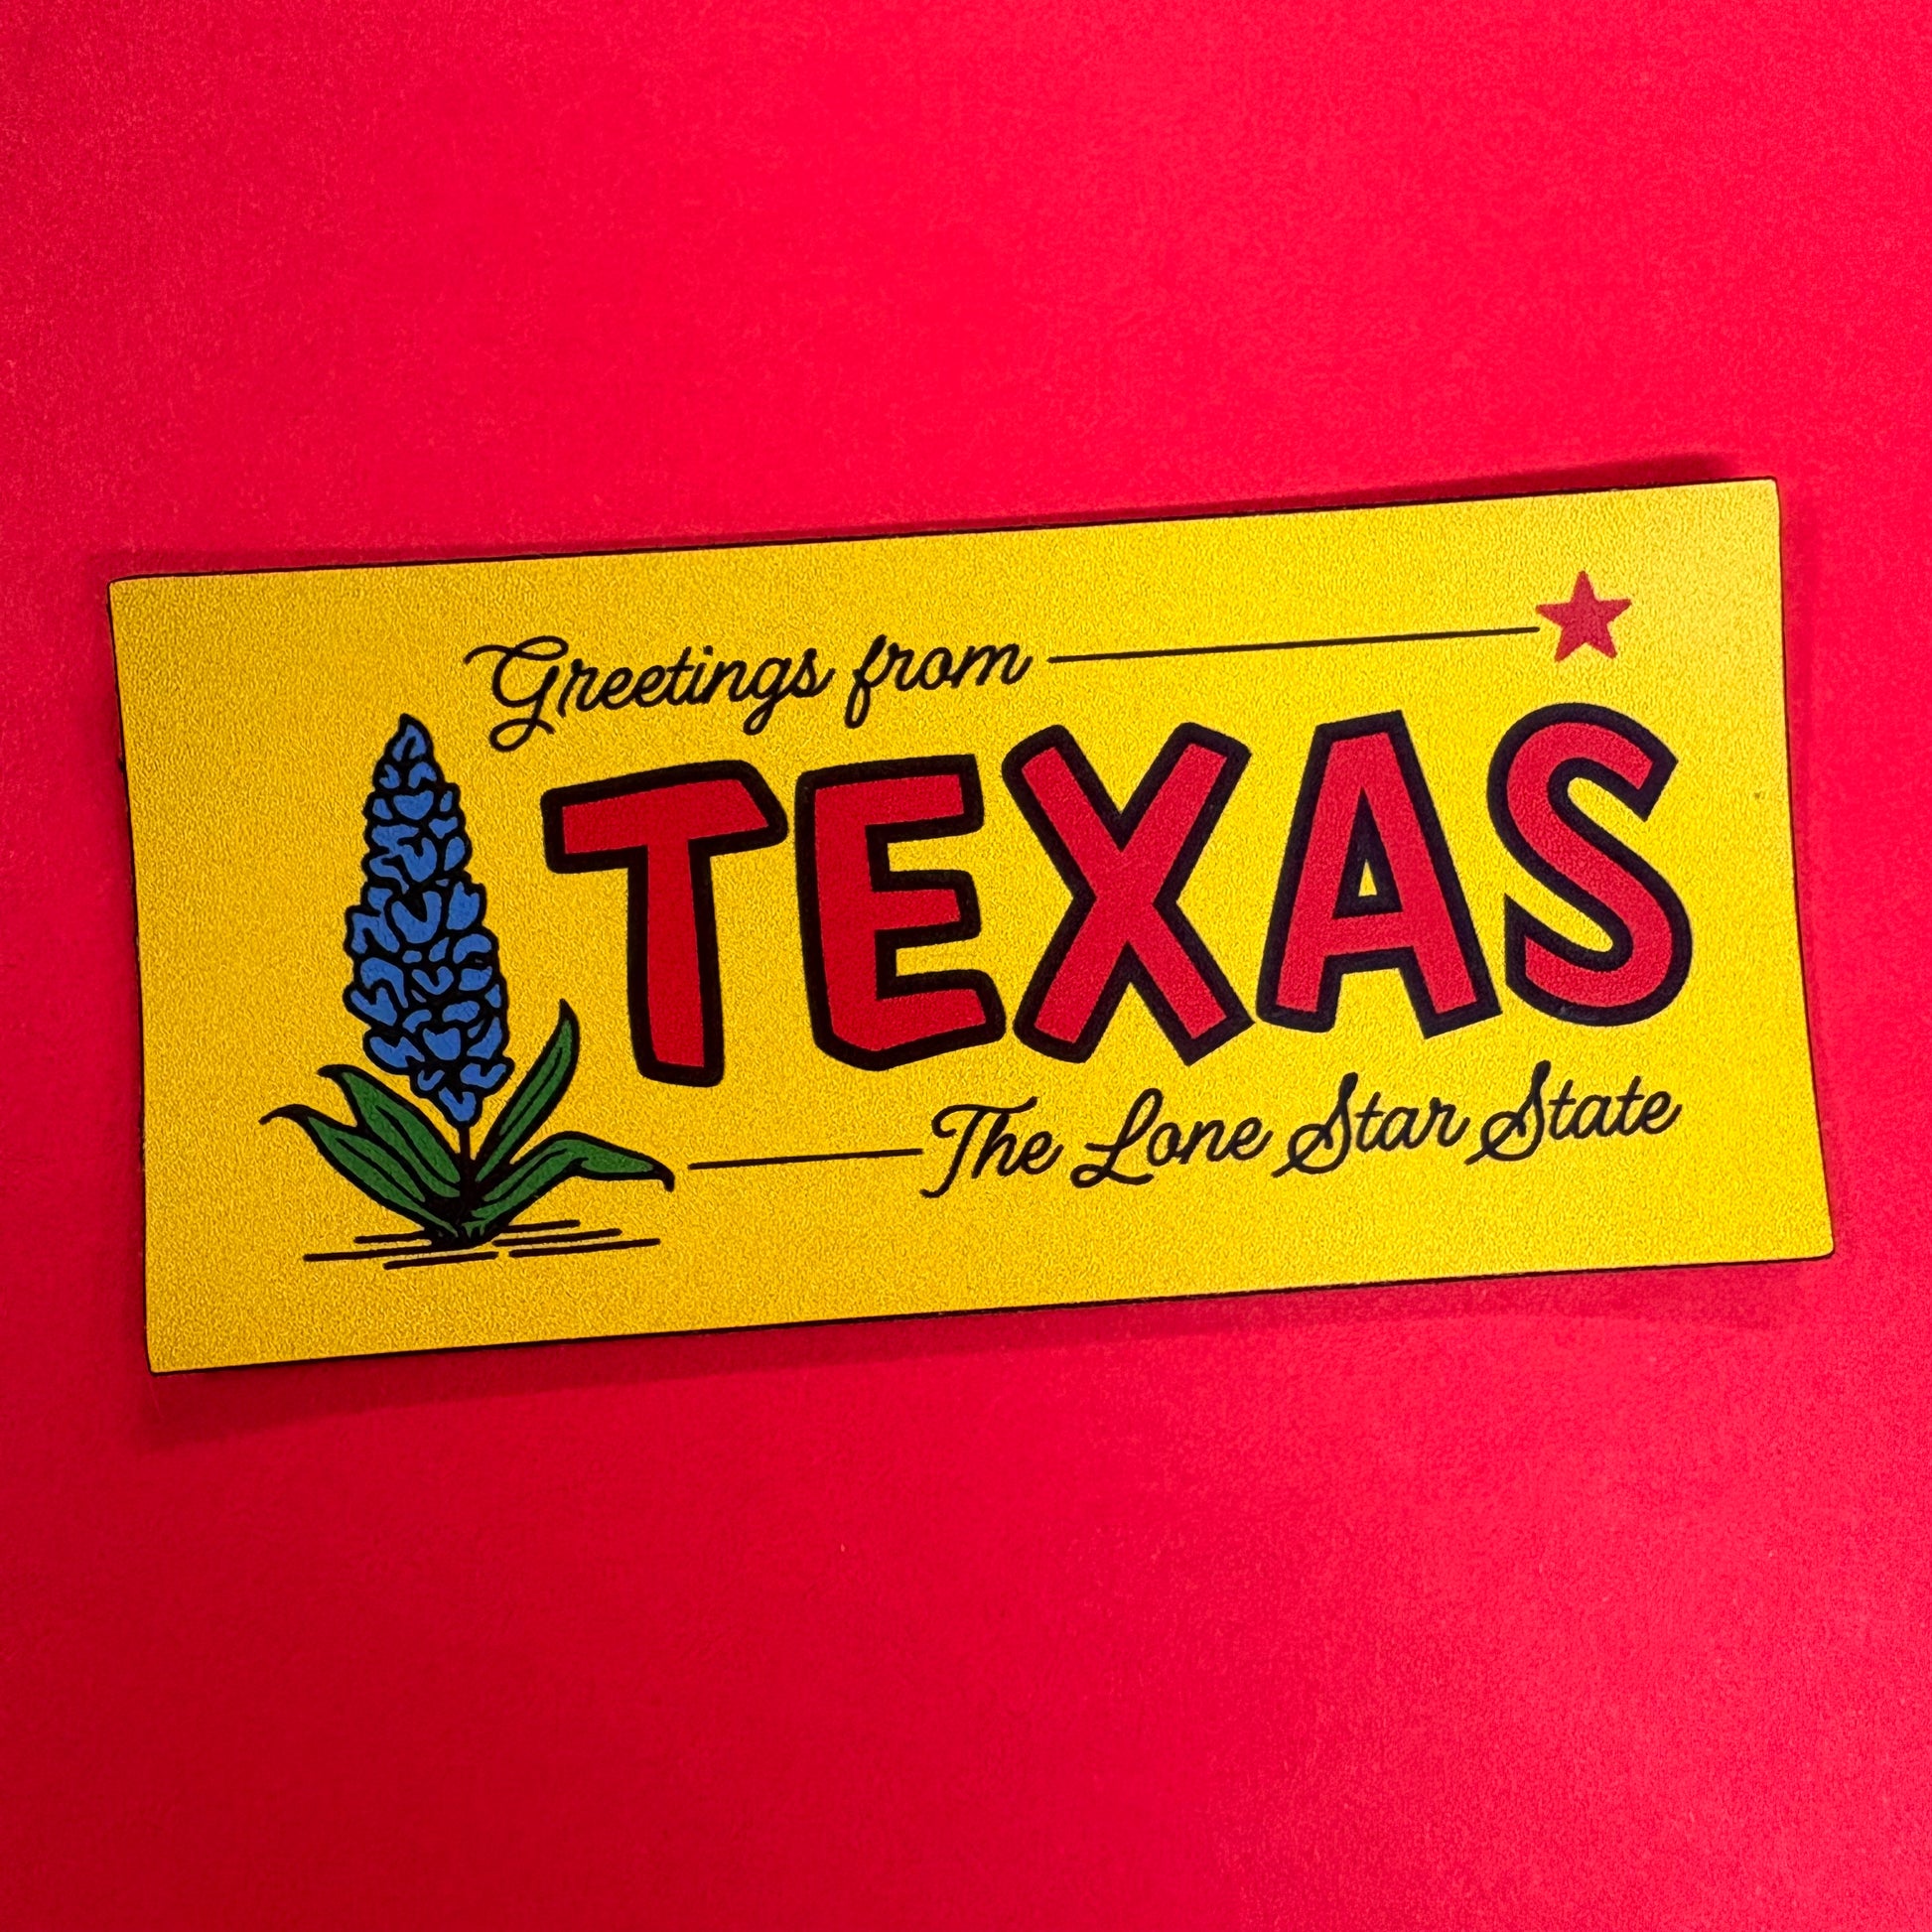 Greetings from
TEXAS
The Lone Star State